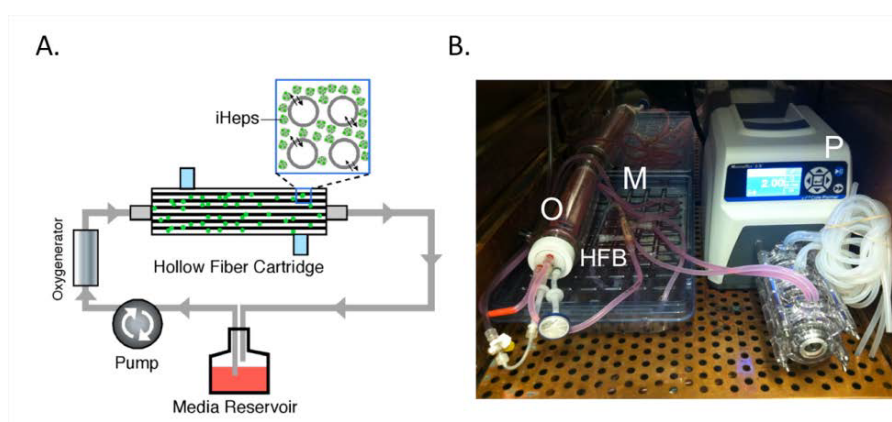 A.
B.
iHeps
Oxygenerator
Hollow Fiber Cartridge
Pump
Media Reservoir
P
M
O
HFB
2.00